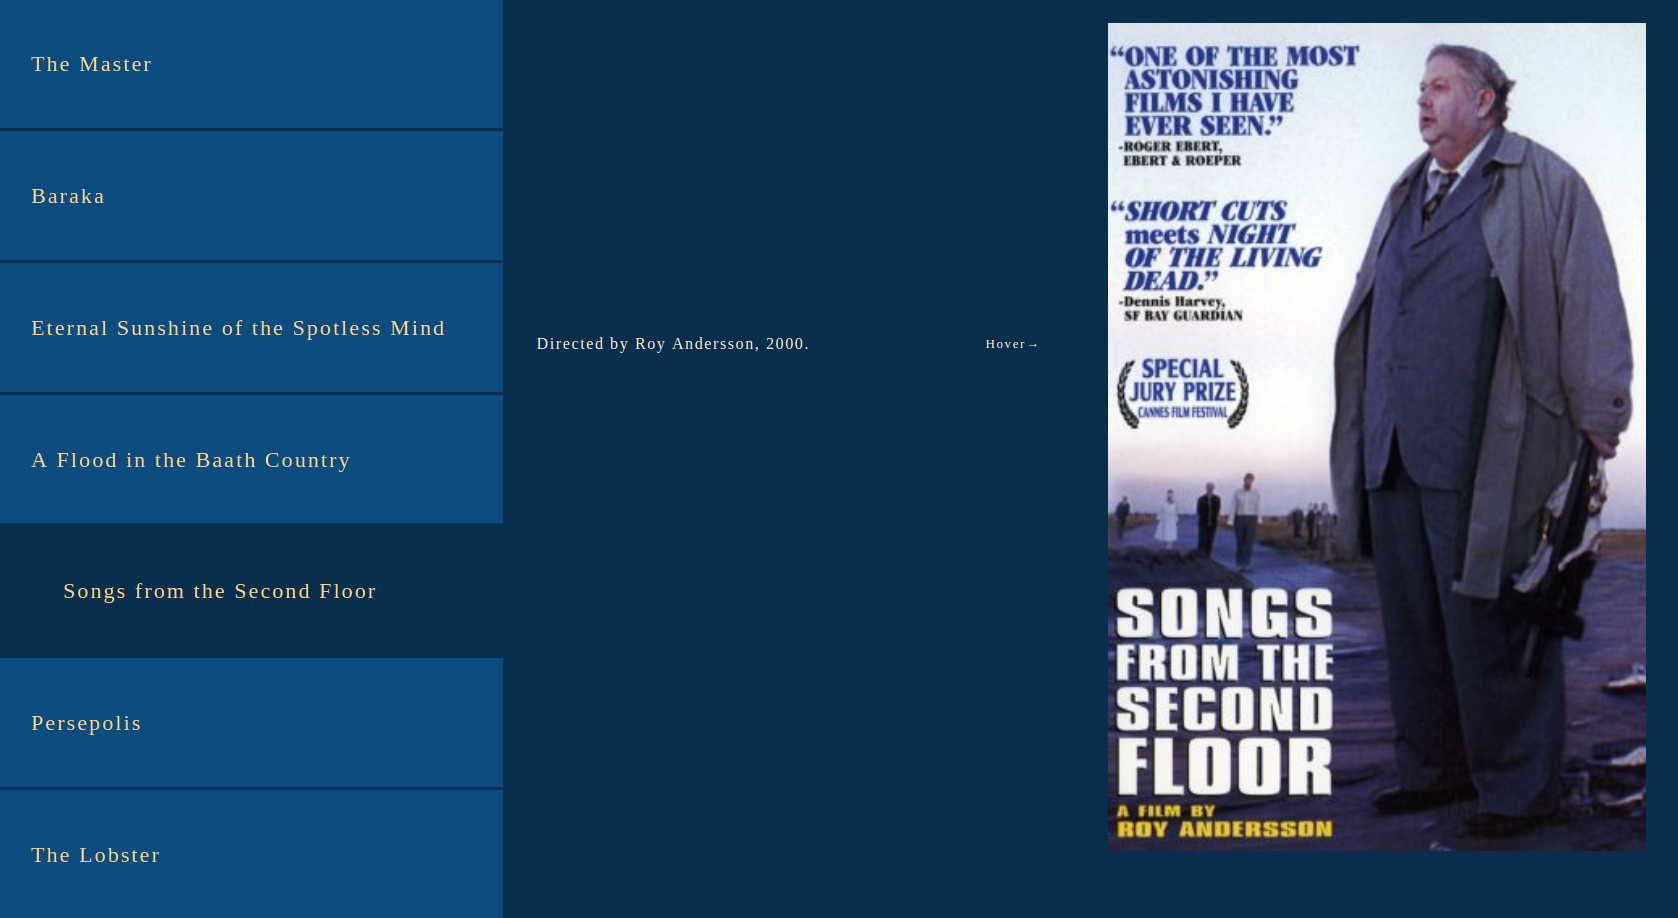 The Master
Baraka
Eternal Sunshine of the Spotless Mind
A Flood in the Baath Country
Songs from the Second Floor
Persepolis
The Lobster
Directed by Roy Andersson, 2000.
Hover→
“ONE OF THE MOST
ASTONISHING
FILMS I HAVE
EVER SEEN.”
-ROGER EBERT,
EBERT & ROEPER
“SHORT CUTS
meets NIGHT
OF THE LIVING
DEAD.”
-Dennis Harvey,
SF BAY GUARDIAN
SPECIAL
JURY PRIZE
CANNES FILM FESTIVAL
SONGS
FROM THE
SECOND
FLOOR
A FILM BY
ROY ANDERSSON